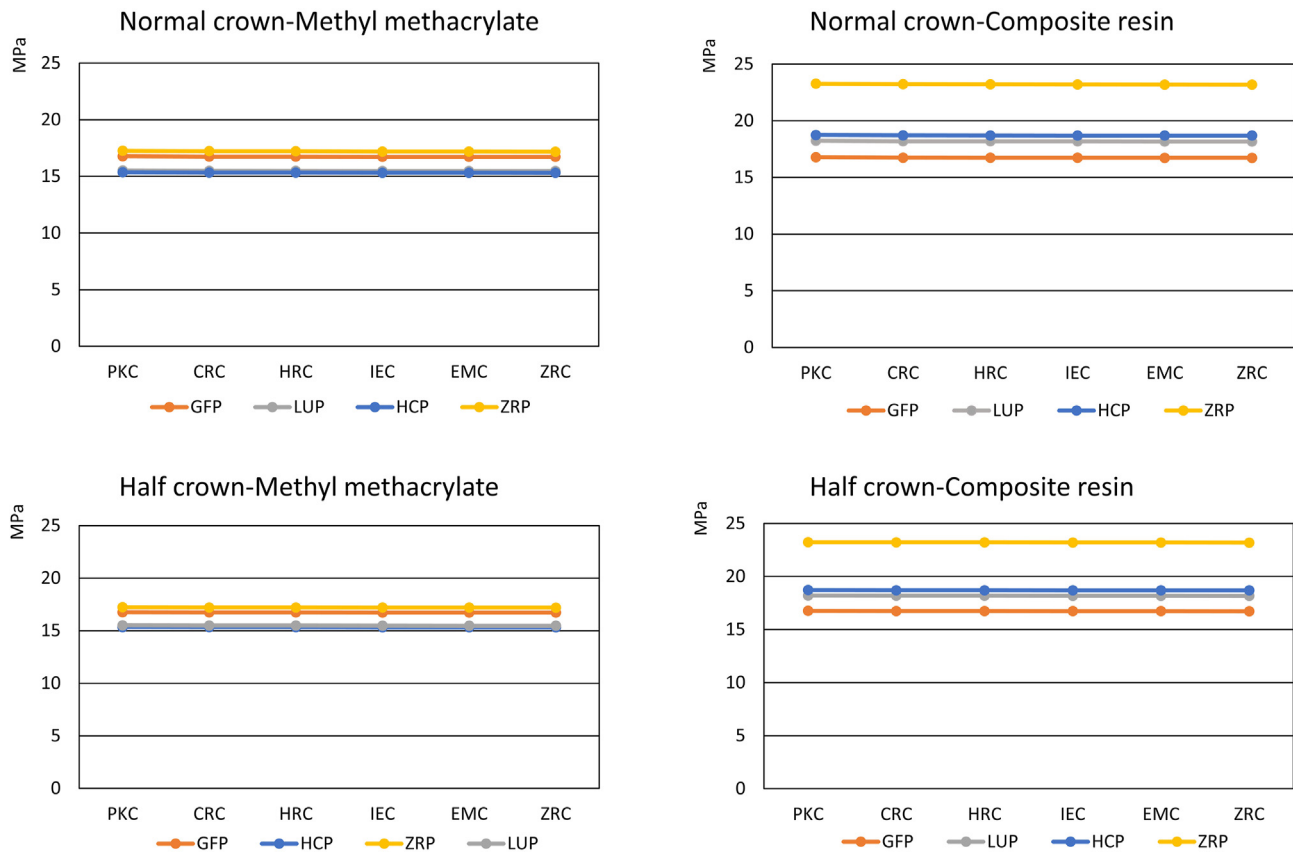 Normal crown-Methyl methacrylate
MPa
25
20
15
10
5
0
PKC CRC HRC IEC EMC ZRC
GFP LUP HCP ZRP
Normal crown-Composite resin
MPa
25
20
15
10
5
0
PKC CRC HRC IEC EMC ZRC
GFP LUP HCP ZRP
Half crown-Methyl methacrylate
MPa
25
20
15
10
5
0
PKC CRC HRC IEC EMC ZRC
GFP HCP ZRP LUP
Half crown-Composite resin
MPa
25
20
15
10
5
0
PKC CRC HRC IEC EMC ZRC
GFP LUP HCP ZRP